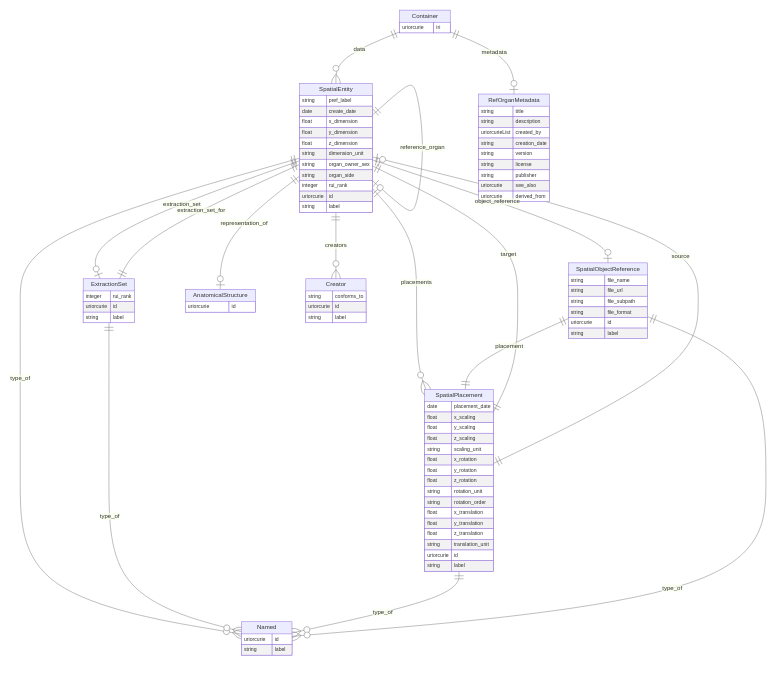 Container
uriorcurie iri
data
metadata
SpatialEntity
string pref_label
date create_date
float x_dimension
float y_dimension
float z_dimension
string dimension_unit
string organ_owner_sex
string organ_side
integer rui_rank
uriorcurie id
string label
reference_organ
RefOrganMetadata
string title
string description
uriorcurieList created_by
string creation_date
string version
string license
string publisher
uriorcurie see_also
uriorcurie derived_from
extraction_set
extraction_set_for
representation_of
object_reference
creators
target
source
placements
ExtractionSet
integer rui_rank
uriorcurie id
string label
AnatomicalStructure
uriorcurie id
Creator
string conforms_to
uriorcurie id
string label
SpatialObjectReference
string file_name
string file_url
string file_subpath
string file_format
uriorcurie id
string label
placement
type_of
SpatialPlacement
date placement_date
float x_scaling
float y_scaling
float z_scaling
string scaling_unit
float x_rotation
float y_rotation
float z_rotation
string rotation_unit
string rotation_order
float x_translation
float y_translation
float z_translation
string translation_unit
uriorcurie id
string label
type_of
type_of
type_of
Named
uriorcurie id
string label